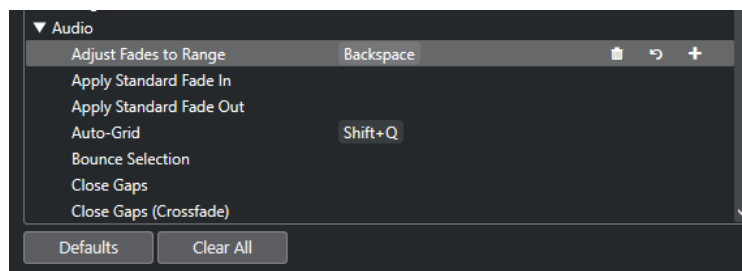 Audio
Adjust Fades to Range Backspace
Apply Standard Fade In
Apply Standard Fade Out
Auto-Grid Shift+Q
Bounce Selection
Close Gaps
Close Gaps (Crossfade)
Defaults Clear All